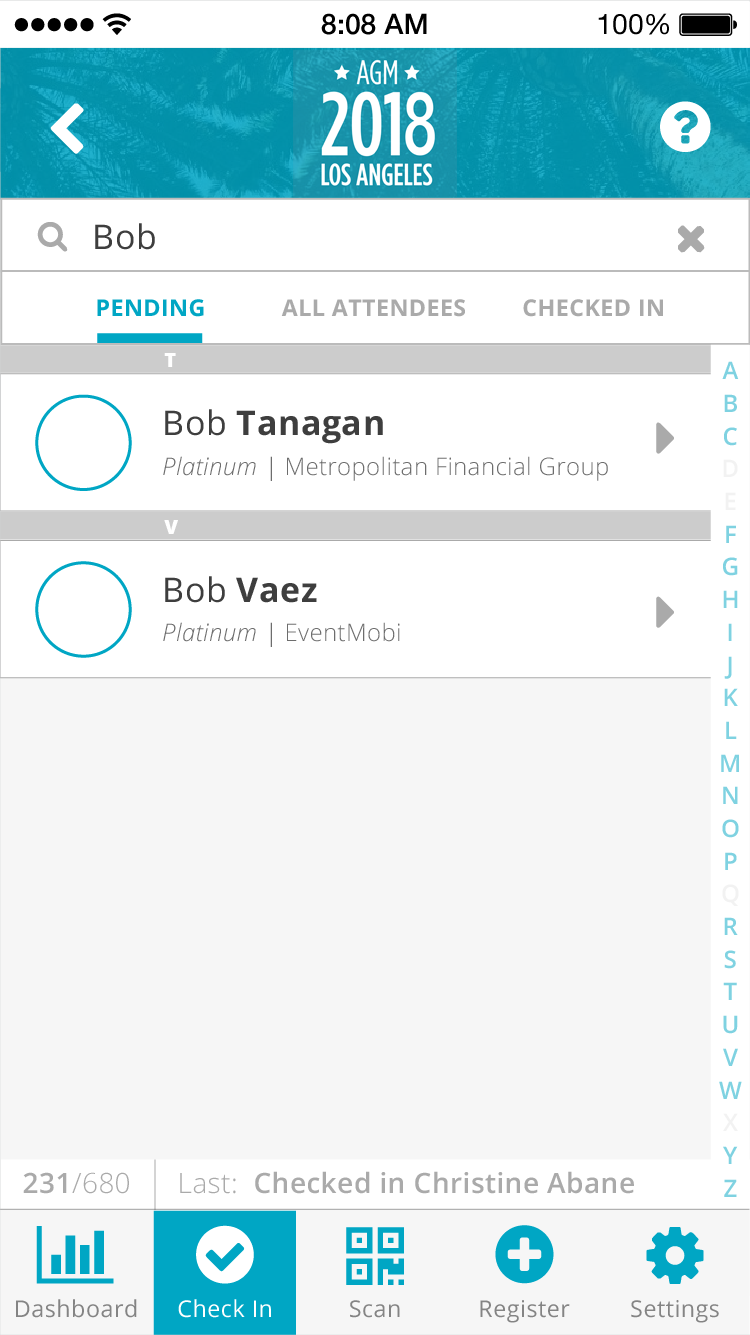 8:08 AM 100%
AGM
2018
LOS ANGELES
?
Bob
PENDING ALL ATTENDEES CHECKED IN
T
Bob Tanagan
Platinum | Metropolitan Financial Group
V
Bob Vaez
Platinum | EventMobi
A
B
C
D
E
F
G
H
I
J
K
L
M
N
O
P
Q
R
S
T
U
V
W
X
Y
Z
231/680 Last: Checked in Christine Abane
Dashboard Check In Scan Register Settings